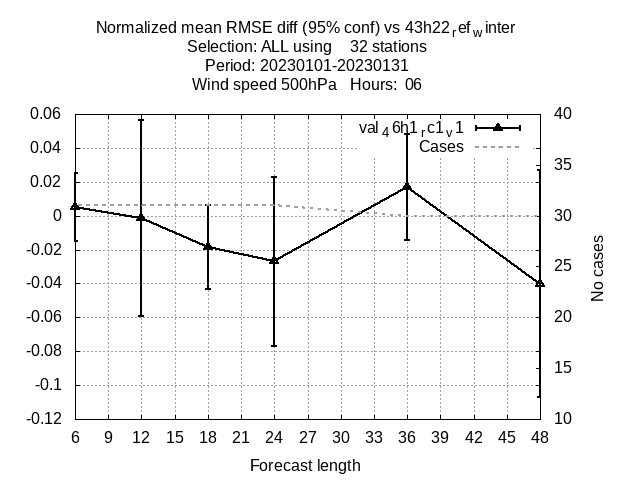 Normalized mean RMSE diff (95% conf) vs 43h22ref winter
Selection: ALL using 32 stations
Period: 20230101-20230131
Wind speed 500hPa Hours: 06
0.06 40
val46h1rc1v1
Cases
0.04
35
0.02
0 30
-0.02
25
-0.04
-0.06 20
-0.08
15
-0.1
-0.12 10
No cases
6 9 12 15 18 21 24 27 30 33 36 39 42 45 48
Forecast length